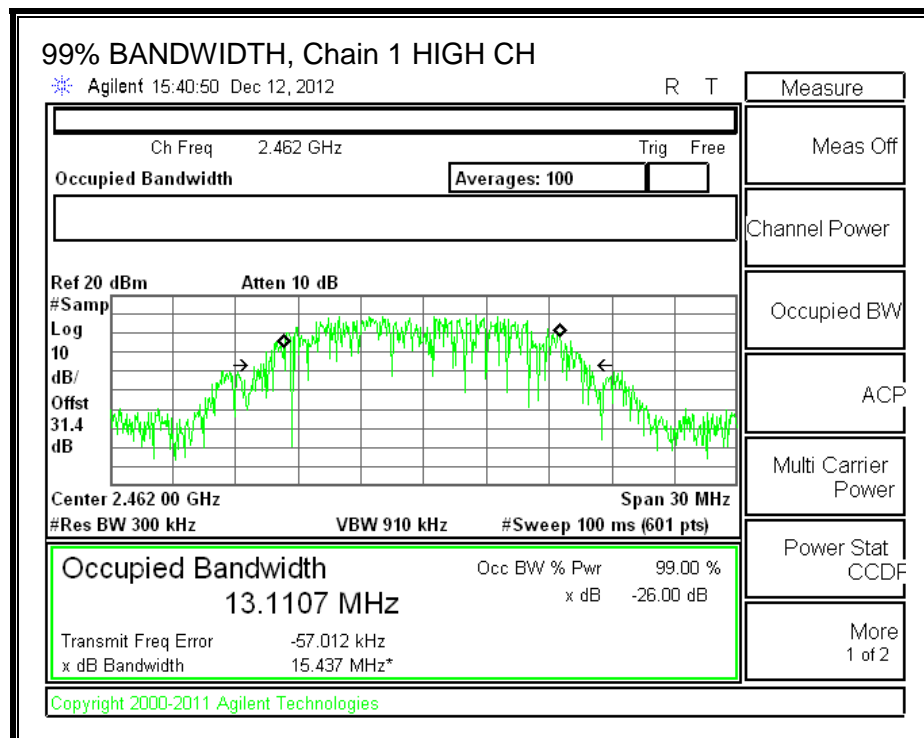 99% BANDWIDTH, Chain 1 HIGH CH
Agilent 15:40:50 Dec 12, 2012 R T
Measure
Ch Freq 2.462 GHz Trig Free
Occupied Bandwidth Averages: 100
Ref 20 dBm Atten 10 dB
#Samp
Log
10
dB/
Offst
31.4
dB
Center 2.462 00 GHz Span 30 MHz
#Res BW 300 kHz VBW 910 kHz #Sweep 100 ms (601 pts)
Occupied Bandwidth Occ BW % Pwr 99.00 %
13.1107 MHz x dB -26.00 dB
Transmit Freq Error -57.012 kHz
x dB Bandwidth 15.437 MHz*
Copyright 2000-2011 Agilent Technologies
Meas Off
Channel Power
Occupied BW
ACP
Multi Carrier
Power
Power Stat
CCDF
More
1 of 2